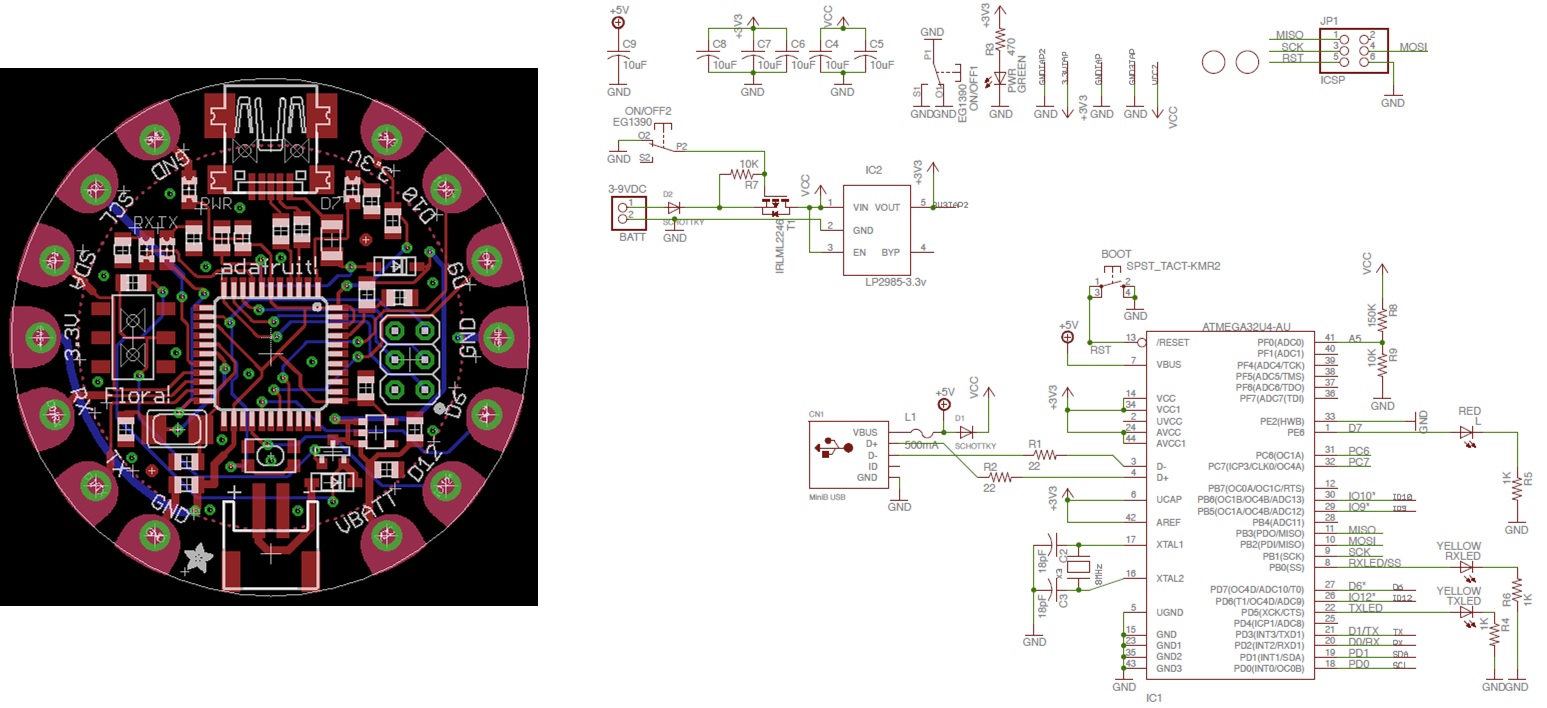 GND
3.3V
SCL
D10
PWR
D7
RX TX
SDA
D9
adafruit!
3.3V
GND
Flora!
RX
D6
TX
D12
GND
VBATT
+5V
C9
10uF
GND
+3V3
C8
C7
C6
10uF
10uF
10uF
GND
VCC
C4
C5
10uF
10uF
GND
GND
P1
S1
O1
EG1390
ON/OFF1
GND
GND
+3V3
R3
470
PWR
GREEN
GND
GNDTAP2
GND
3.3VTAP
+3V3
GNDTAP
GND
GND3TAP
GND
VCC2
VCC
JP1
MISO 1 2
SCK 3 4 MOSI
RST 5 6
ICSP
GND
ON/OFF2
EG1390
O2
P2
S2
GND
10K
R7
3-9VDC
1
2
BATT
D2
SCHOTTKY
GND
IRLML2246
T1
VCC
IC2
+3V3
1 VIN VOUT 5
2 GND
3 EN BYP 4
LP2985-3.3v
BOOT
SPST_TACT-KMR2
1 2
3 4
GND
+5V
RST
ATMEGA32U4-AU
13 /RESET
7 VBUS
14 VCC
34 VCC1
2 UVCC
24 AVCC
44 AVCC1
3 D-
4 D+
6 UCAP
42 AREF
17 XTAL1
16 XTAL2
5 UGND
15 GND
23 GND1
35 GND2
43 GND3
GND
IC1
PF0(ADC0) 41 A5
PF1(ADC1) 40
PF4(ADC4/TCK) 39
PF5(ADC5/TMS) 38
PF6(ADC6/TDO) 37
PF7(ADC7/TDI) 36
PE2(HWB) 33 GND
PE6 1 D7
PC6(OC1A) 31 PC6
PC7(ICP3/CLK0/OC4A) 32 PC7
PB7(OC0A/OC1C/RTS) 12
PB6(OC1B/OC4B/ADC13) 30 IO10* IO10
PB5(OC1A/OC4B/ADC12) 29 IO9* IO9
PB4(ADC11) 28
PB3(PDO/MISO) 11 MISO
PB2(PDI/MOSI) 10 MOSI
PB1(SCK) 9 SCK
PB0(SS) 8 RXLED/SS
PD7(OC4D/ADC10/T0) 27 D6* D6
PD6(T1/OC4D/ADC9) 26 IO12* IO12
PD5(XCK/CTS) 22 TXLED
PD4(ICP1/ADC8) 25
PD3(INT3/TXD1) 21 D1/TX TX
PD2(INT2/RXD1) 20 D0/RX RX
PD1(INT1/SDA) 19 PD1 SDA
PD0(INT0/OC0B) 18 PD0 SCL
VCC
150K
R8
10K
R9
GND
RED
L
1K
R5
GND
YELLOW
RXLED
YELLOW
TXLED
R6
1K
1K
R4
GND
GND
CN1
VBUS
D+
D-
ID
GND
MiniB USB
GND
L1
500mA
+5V
D1
SCHOTTKY
VCC
R1
22
R2
22
+3V3
+3V3
18pF
C2
X3
8MHz
18pF
C3
GND